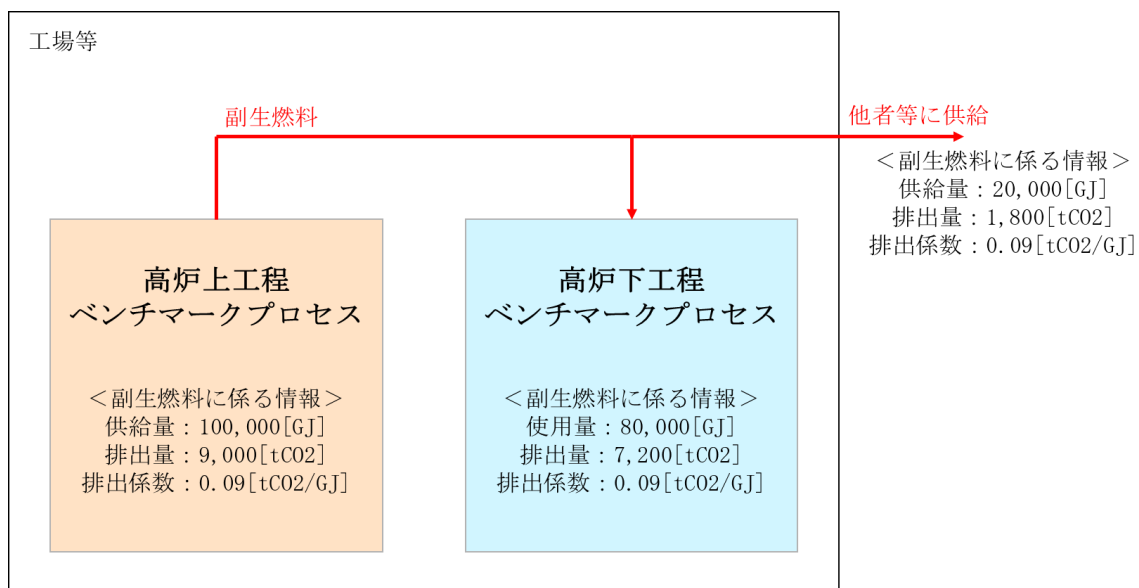 工場等
副生燃料
他者等に供給
＜副生燃料に係る情報＞
供給量：20,000[GJ]
排出量：1,800[tCO2]
排出係数：0.09[tCO2/GJ]
高炉上工程
ベンチマークプロセス
＜副生燃料に係る情報＞
供給量：100,000[GJ]
排出量：9,000[tCO2]
排出係数：0.09[tCO2/GJ]
高炉下工程
ベンチマークプロセス
＜副生燃料に係る情報＞
使用量：80,000[GJ]
排出量：7,200[tCO2]
排出係数：0.09[tCO2/GJ]